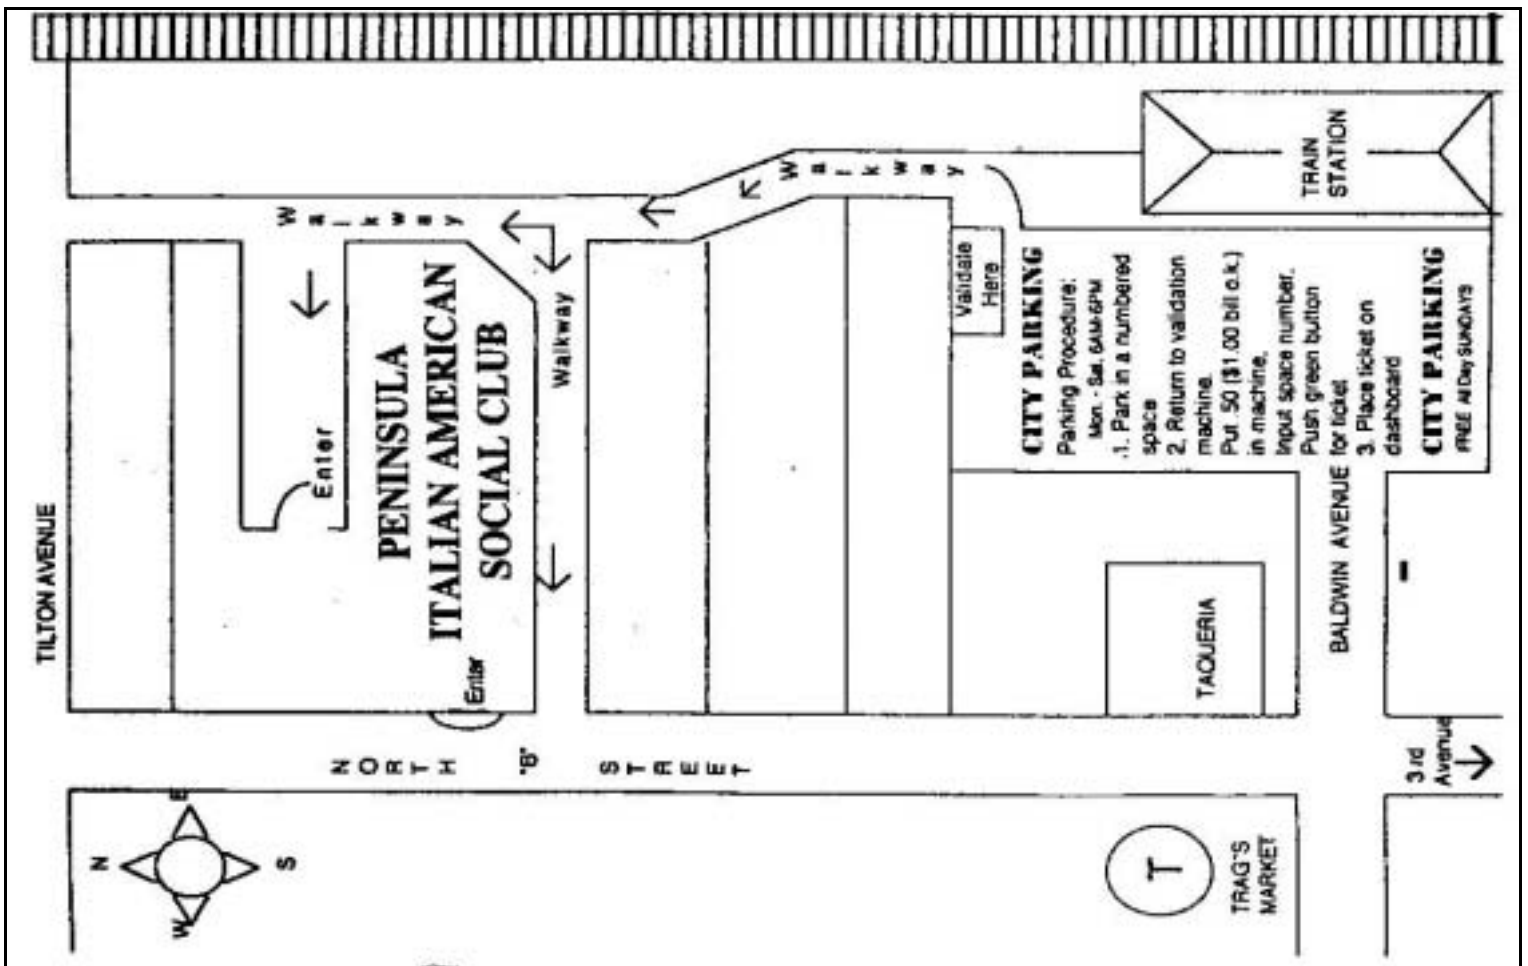 TILTON AVENUE
Walkway
Enter
PENINSULA
ITALIAN AMERICAN
SOCIAL CLUB
Enter
Walkway
Walkway
NORTH "B" STREET
Validate
Here
TRAIN
STATION
CITY PARKING
Parking Procedure:
Mon. - Sat. 6AM-6PM
.1. Park in a numbered
space
2. Return to validation
machine.
Put .50 ($1.00 bill o.k.)
in machine,
Input space number,
Push green button
for ticket
3. Place ticket on
dashboard
CITY PARKING
FREE All Day SUNDAYS
TAQUERIA
BALDWIN AVENUE
3 rd
Avenue
N
E
S
W
T
TRAG"S
MARKET